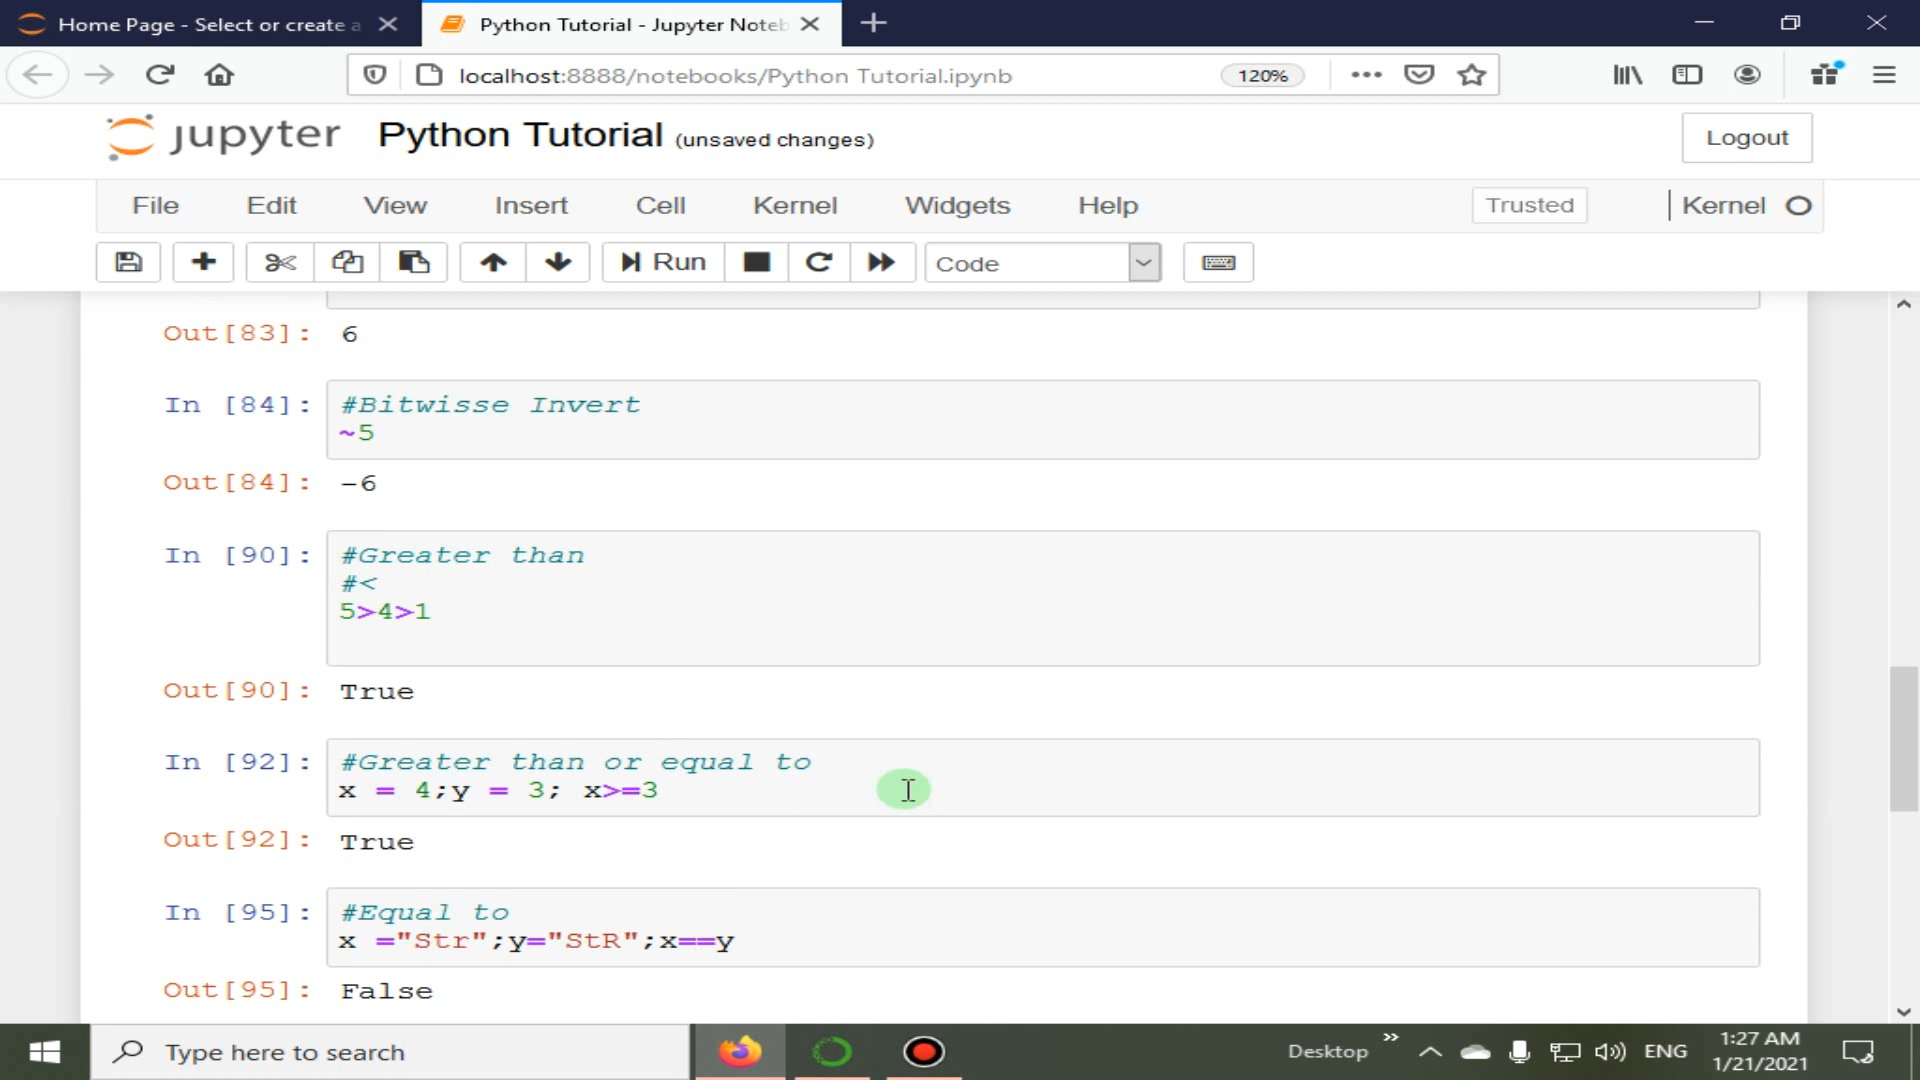 Home Page - Select or create a
Python Tutorial - Jupyter Noteb
localhost:8888/notebooks/Python Tutorial.ipynb
120%
jupyter Python Tutorial (unsaved changes)
Logout
File Edit View Insert Cell Kernel Widgets Help Trusted Kernel
Run Code
Out[83]: 6
In [84]: #Bitwisse Invert
~5
Out[84]: -6
In [90]: #Greater than
#<
5>4>1
Out[90]: True
In [92]: #Greater than or equal to
x = 4;y = 3; x>=3
Out[92]: True
In [95]: #Equal to
x ="Str";y="StR";x==y
Out[95]: False
Type here to search
Desktop
ENG
1:27 AM
1/21/2021